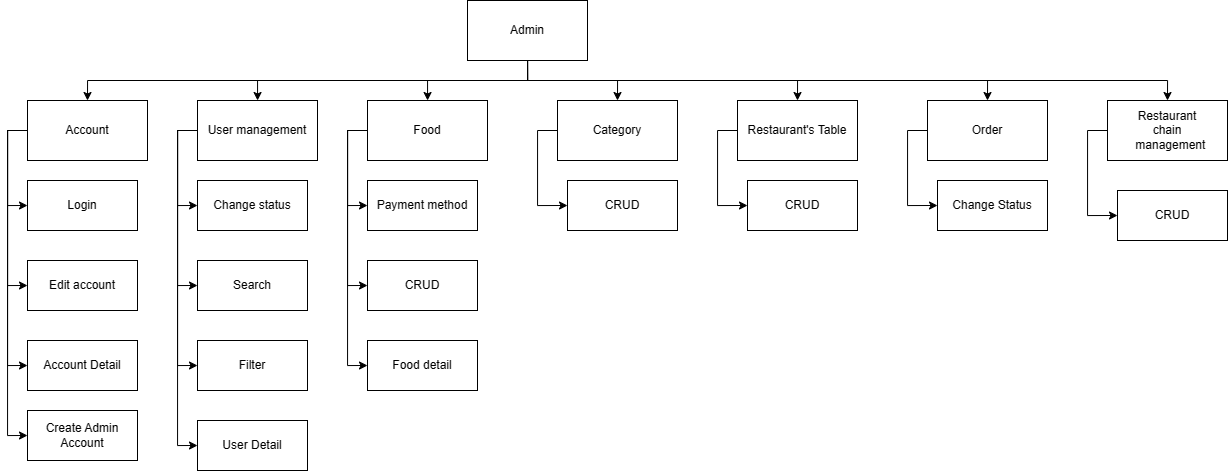 Admin
Account
User management
Food
Category
Restaurant's Table
Order
Restaurant
chain
management
Login
Change status
Payment method
CRUD
CRUD
Change Status
CRUD
Edit account
Search
CRUD
Account Detail
Filter
Food detail
Create Admin
Account
User Detail